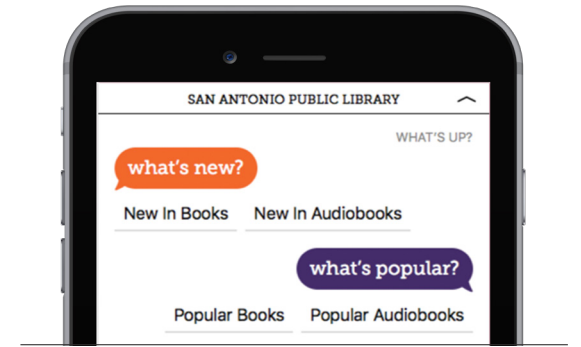 SAN ANTONIO PUBLIC LIBRARY
WHAT'S UP?
what's new?
New In Books New In Audiobooks
what's popular?
Popular Books Popular Audiobooks